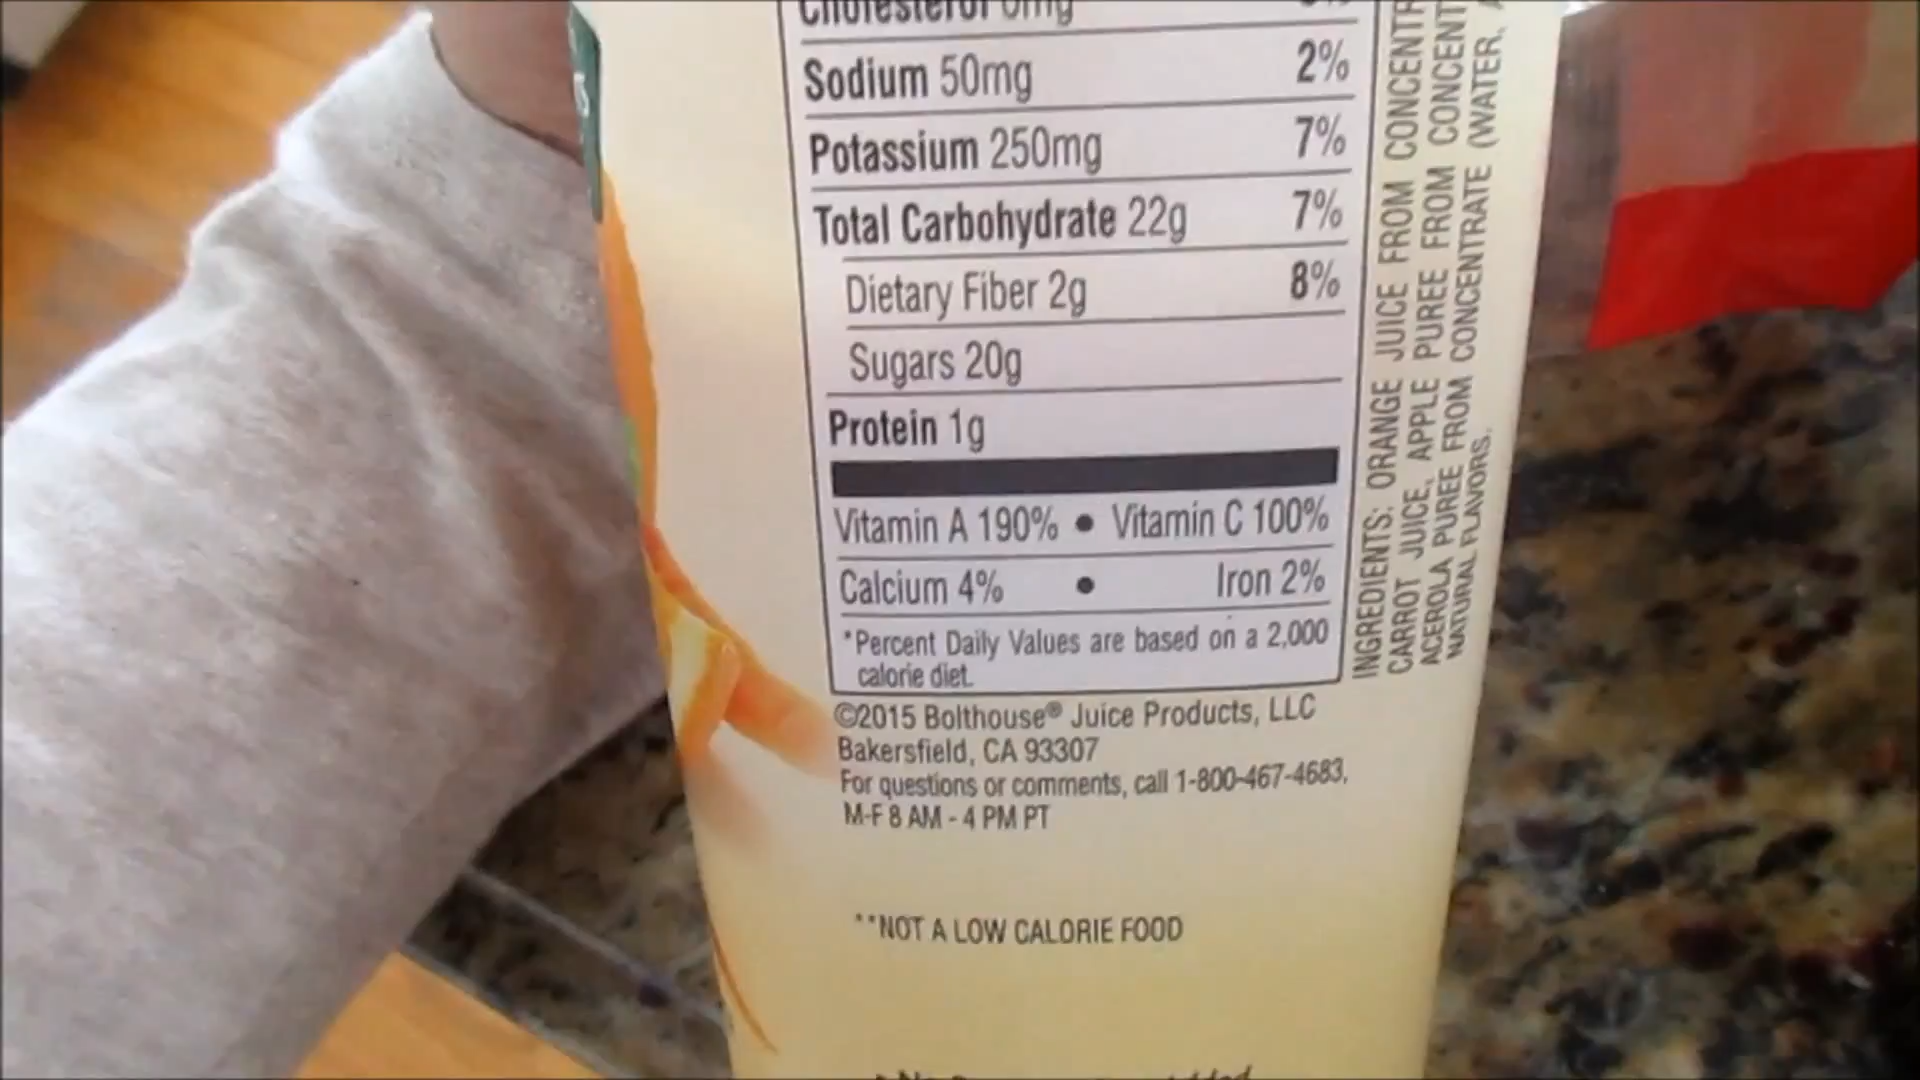 Cholesterol 0mg
Sodium 50mg 2%
Potassium 250mg 7%
Total Carbohydrate 22g 7%
Dietary Fiber 2g 8%
Sugars 20g
Protein 1g
Vitamin A 190% • Vitamin C 100%
Calcium 4% • Iron 2%
*Percent Daily Values are based on a 2,000
calorie diet.
©2015 Bolthouse® Juice Products, LLC
Bakersfield, CA 93307
For questions or comments, call 1-800-467-4683,
M-F 8 AM - 4 PM PT
**NOT A LOW CALORIE FOOD
INGREDIENTS: ORANGE JUICE FROM
CARROT JUICE, APPLE PUREE FROM
ACEROLA PUREE FROM CONCENTRATE (WATER,
NATURAL FLAVORS.